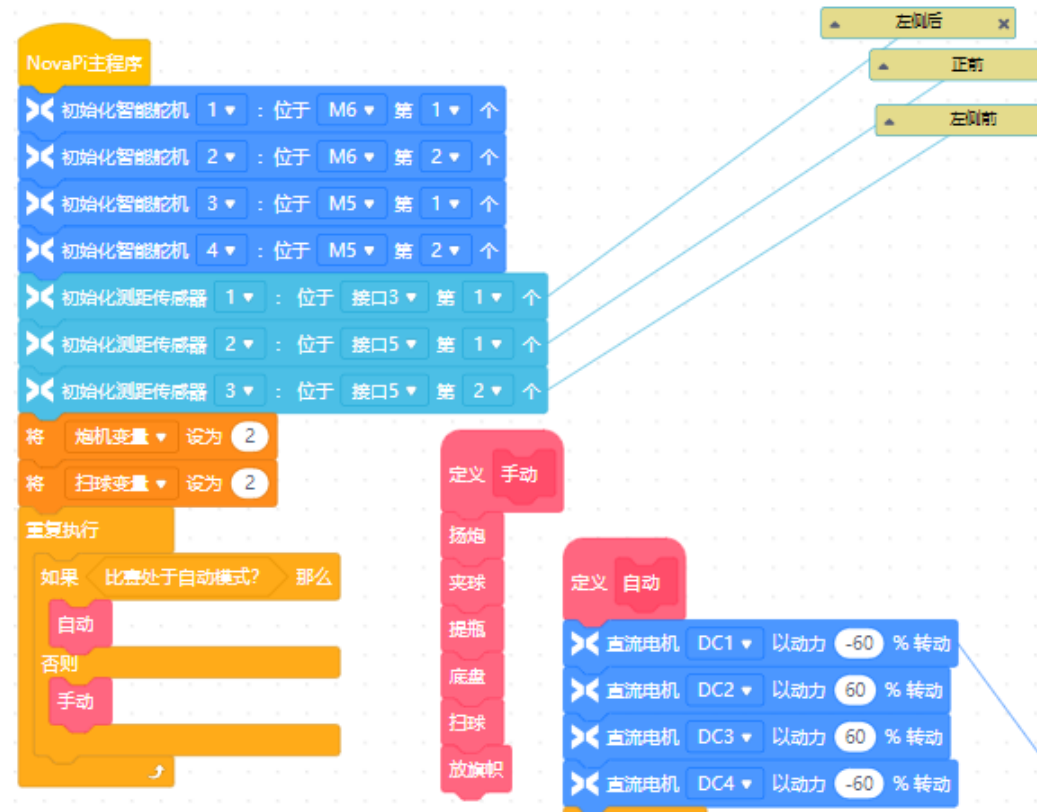 左侧后
正前
左侧前
NovaPi主程序
初始化智能舵机 1 : 位于 M6 第 1 个
初始化智能舵机 2 : 位于 M6 第 2 个
初始化智能舵机 3 : 位于 M5 第 1 个
初始化智能舵机 4 : 位于 M5 第 2 个
初始化测距传感器 1 : 位于 接口3 第 1 个
初始化测距传感器 2 : 位于 接口5 第 1 个
初始化测距传感器 3 : 位于 接口5 第 2 个
将 炮机变量 设为 2
将 扫球变量 设为 2
重复执行
如果 比赛处于自动模式? 那么
自动
否则
手动
定义 手动
扬炮
夹球
提瓶
底盘
扫球
放旗帜
定义 自动
直流电机 DC1 以动力 -60 % 转动
直流电机 DC2 以动力 60 % 转动
直流电机 DC3 以动力 60 % 转动
直流电机 DC4 以动力 -60 % 转动